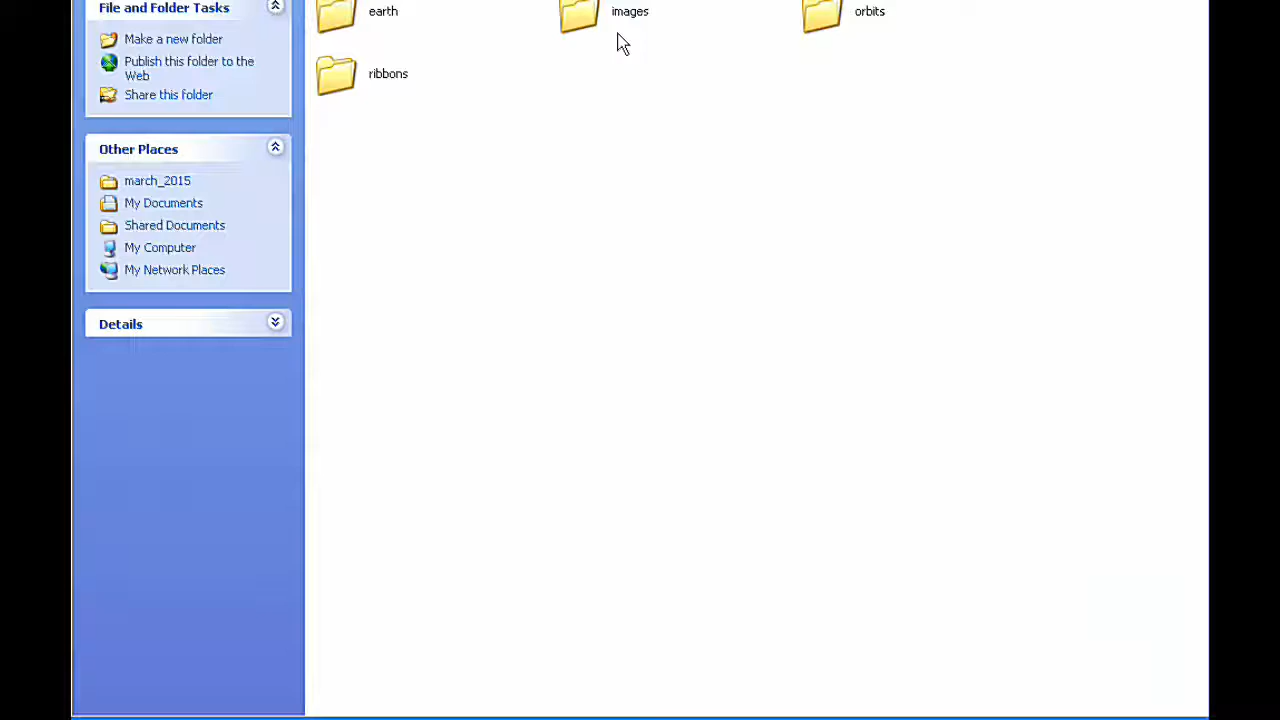 File and Folder Tasks
Make a new folder
Publish this folder to the
Web
Share this folder
Other Places
march_2015
My Documents
Shared Documents
My Computer
My Network Places
Details
earth
images
orbits
ribbons